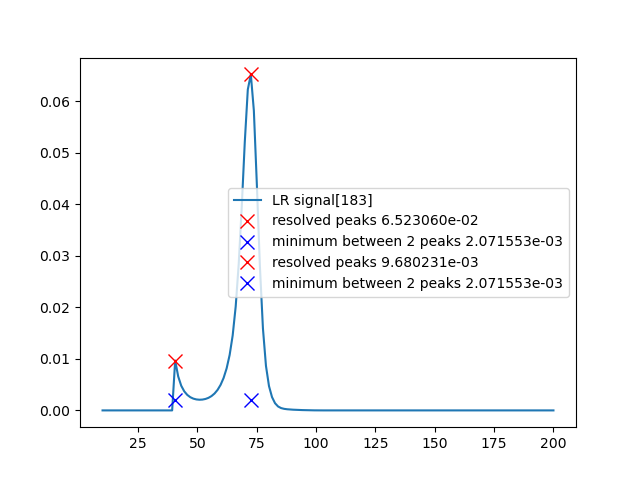 0.06
0.05
0.04
0.03
0.02
0.01
0.00
LR signal[183]
resolved peaks 6.523060e-02
minimum between 2 peaks 2.071553e-03
resolved peaks 9.680231e-03
minimum between 2 peaks 2.071553e-03
25 50 75 100 125 150 175 200